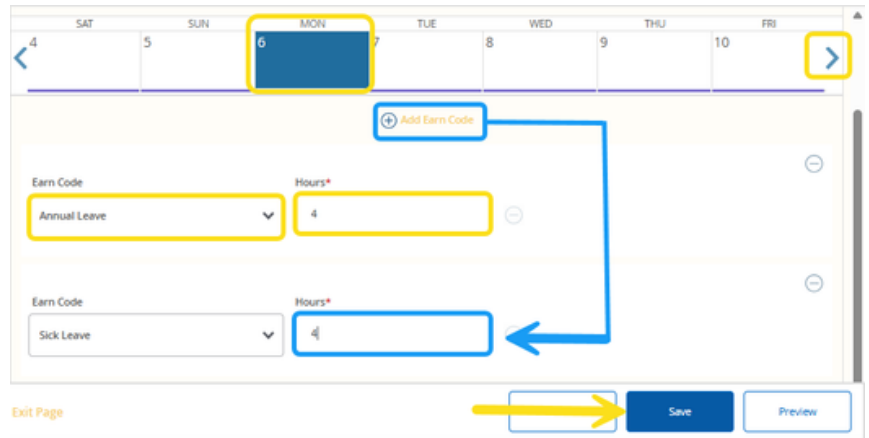 SAT SUN MON TUE WED THU FRI
4 5 6 7 8 9 10
Add Earn Code
Earn Code Hours*
Annual Leave 4
Earn Code Hours*
Sick Leave 4
Exit Page Save Preview